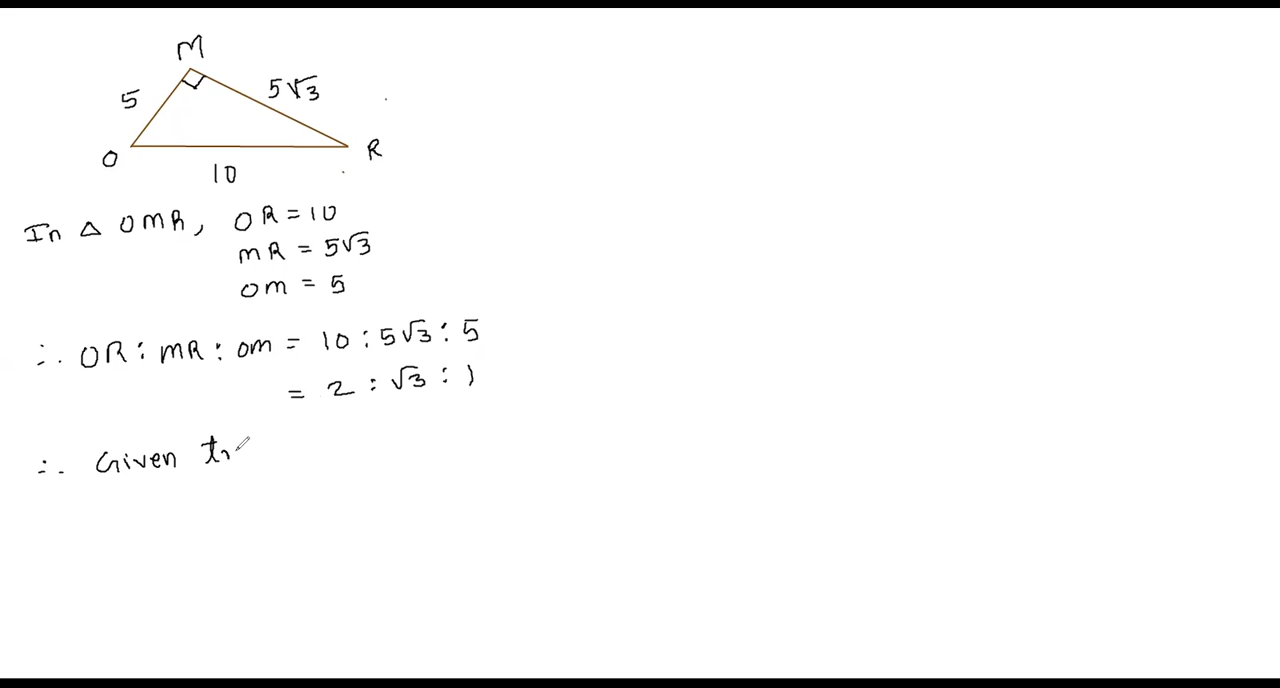 M
5
5√3
O
R
10
In △ OMR, OR = 10
MR = 5√3
OM = 5
∴ OR : MR : OM = 10 : 5√3 : 5
= 2 : √3 : 1
∴ Given